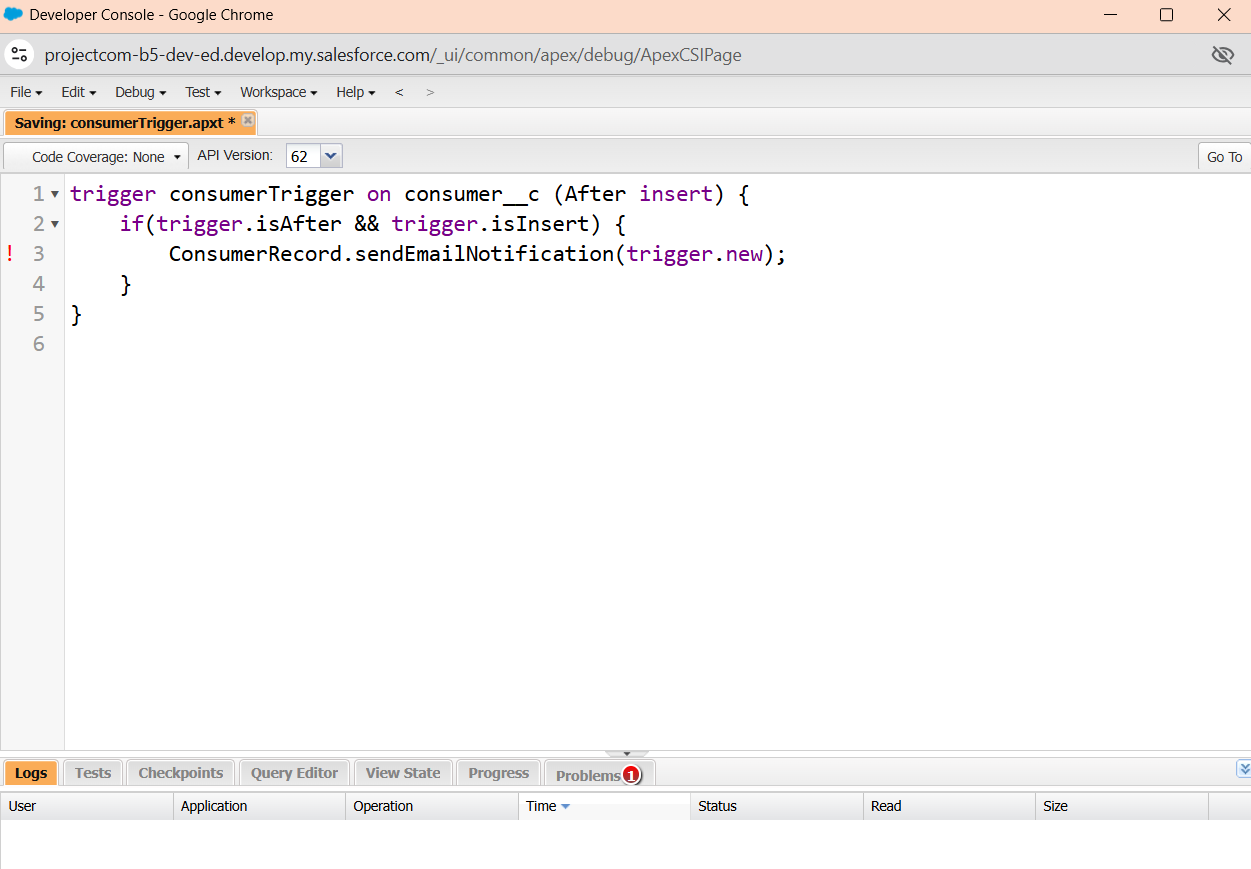 Developer Console - Google Chrome
projectcom-b5-dev-ed.develop.my.salesforce.com/_ui/common/apex/debug/ApexCSIPage
File Edit Debug Test Workspace Help < >
Saving: consumerTrigger.apxt *
Code Coverage: None API Version: 62 Go To
1 trigger consumerTrigger on consumer__c (After insert) {
2     if(trigger.isAfter && trigger.isInsert) {
! 3         ConsumerRecord.sendEmailNotification(trigger.new);
4     }
5 }
6
Logs Tests Checkpoints Query Editor View State Progress Problems 1
User Application Operation Time Status Read Size